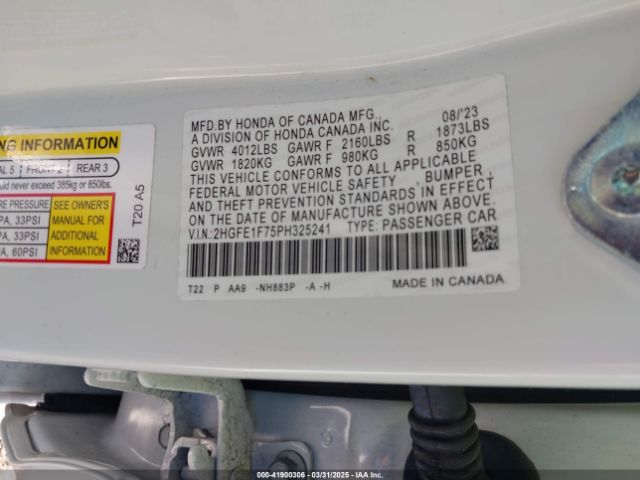 NG INFORMATION
AL 5 FRONT 2 REAR 3
ould never exceed 385kg or 850lbs.
E PRESSURE
PA, 33PSI
PA, 33PSI
PA, 60PSI
SEE OWNER'S
MANUAL FOR
ADDITIONAL
INFORMATION
T20 A5
MFD.BY HONDA OF CANADA MFG. 08/'23
A DIVISION OF HONDA CANADA INC.
GVWR 4012LBS GAWR F 2160LBS R 1873LBS
GVWR 1820KG GAWR F 980KG R 850KG
THIS VEHICLE CONFORMS TO ALL APPLICABLE
FEDERAL MOTOR VEHICLE SAFETY , BUMPER ,
AND THEFT PREVENTION STANDARDS IN EFFECT
ON THE DATE OF MANUFACTURE SHOWN ABOVE.
V.I.N: 2HGFE1F75PH325241 TYPE: PASSENGER CAR
T22 P AA9 -NH883P -A -H MADE IN CANADA
000-41900306 - 03/31/2025 - IAAI.COM